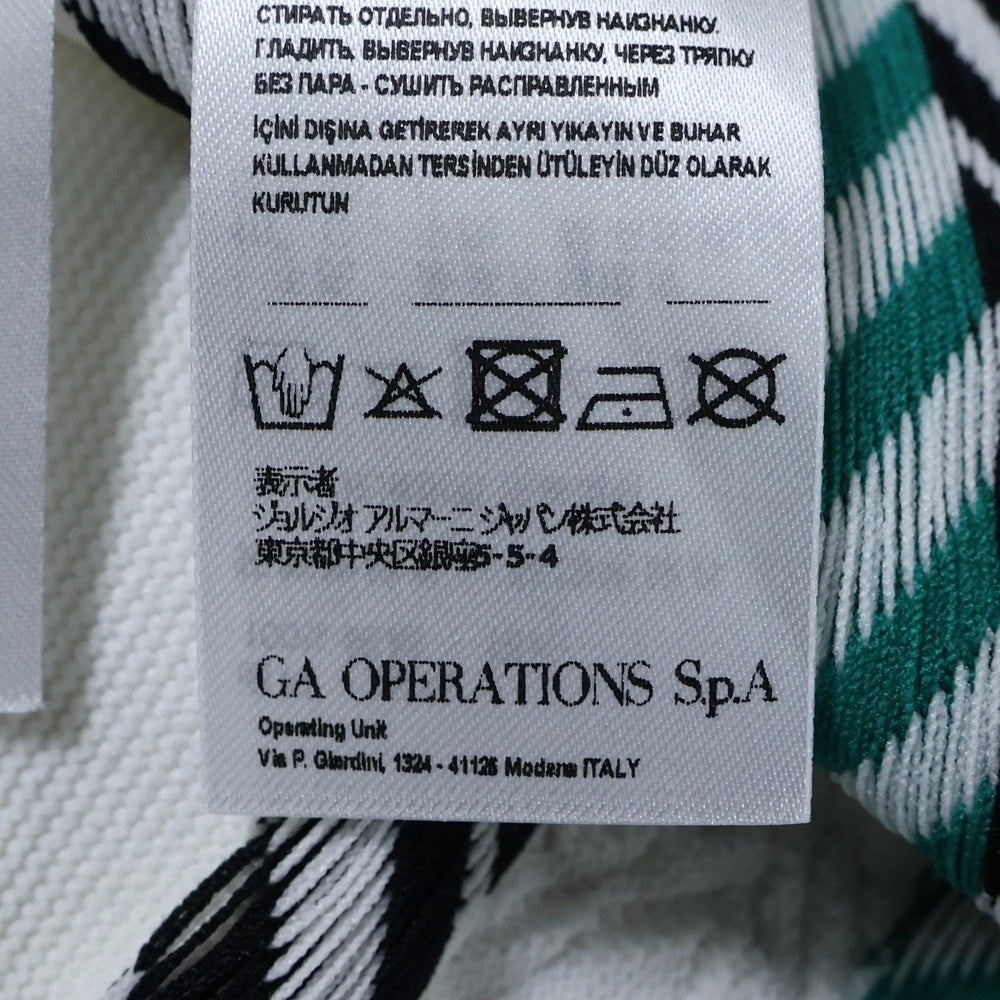 СТИРАТЬ ОТДЕЛЬНО, ВЫВЕРНУВ НАИЗНАНКУ.
ГЛАДИТЬ, ВЫВЕРНУВ НАИЗНАНКУ, ЧЕРЕЗ ТРЯПКУ
БЕЗ ПАРА - СУШИТЬ РАСПРАВЛЕННЫМ
İÇİNİ DIŞINA GETİREREK AYRI YIKAYIN VE BUHAR
KULLANMADAN TERSİNDEN ÜTÜLEYİN DÜZ OLARAK
KURUTUN
表示者
ジョルジオ アルマーニ ジャパン株式会社
東京都中央区銀座5-5-4
GA OPERATIONS S.p.A
Operating Unit
Via P. Giardini, 1324 - 41126 Modena ITALY